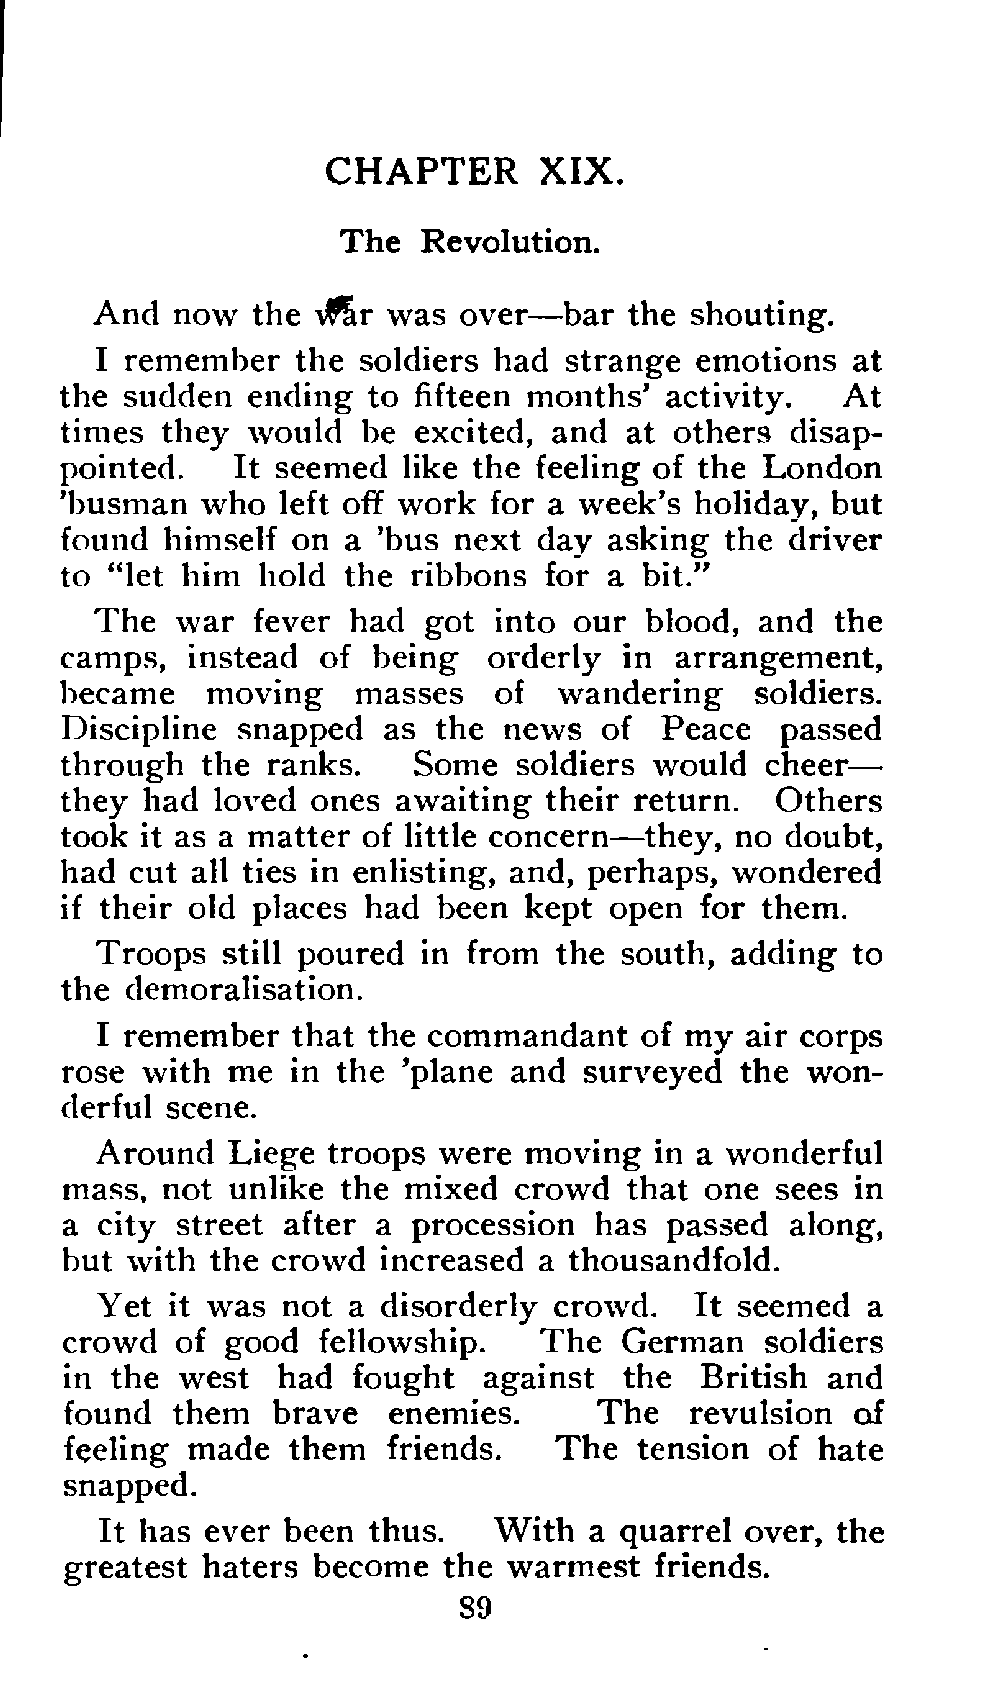 CHAPTER XIX.
The Revolution.
And now the war was over—bar the shouting.
I remember the soldiers had strange emotions at
the sudden ending to fifteen months' activity. At
times they would be excited, and at others disap-
pointed. It seemed like the feeling of the London
'busman who left off work for a week's holiday, but
found himself on a 'bus next day asking the driver
to "let him hold the ribbons for a bit."
The war fever had got into our blood, and the
camps, instead of being orderly in arrangement,
became moving masses of wandering soldiers.
Discipline snapped as the news of Peace passed
through the ranks. Some soldiers would cheer—
they had loved ones awaiting their return. Others
took it as a matter of little concern—they, no doubt,
had cut all ties in enlisting, and, perhaps, wondered
if their old places had been kept open for them.
Troops still poured in from the south, adding to
the demoralisation.
I remember that the commandant of my air corps
rose with me in the 'plane and surveyed the won-
derful scene.
Around Liege troops were moving in a wonderful
mass, not unlike the mixed crowd that one sees in
a city street after a procession has passed along,
but with the crowd increased a thousandfold.
Yet it was not a disorderly crowd. It seemed a
crowd of good fellowship. The German soldiers
in the west had fought against the British and
found them brave enemies. The revulsion of
feeling made them friends. The tension of hate
snapped.
It has ever been thus. With a quarrel over, the
greatest haters become the warmest friends.
89